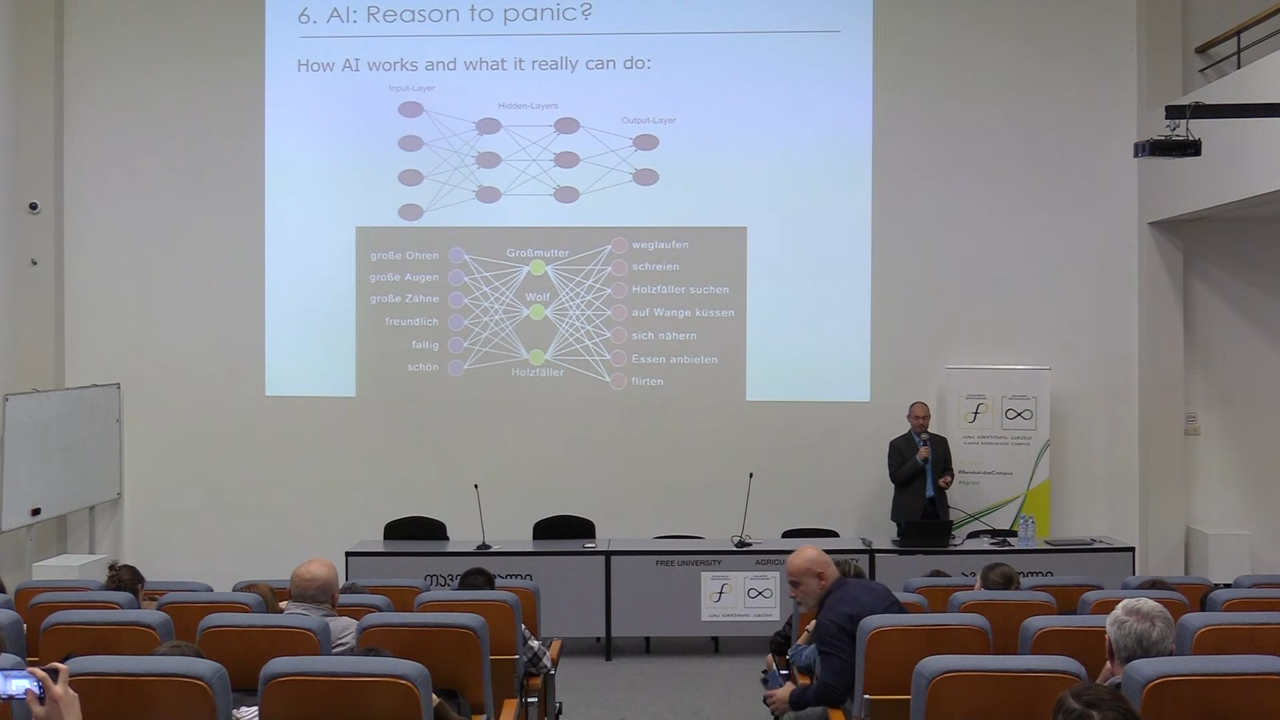 6. AI: Reason to panic?
How AI works and what it really can do:
Input-Layer
Hidden-Layers
Output-Layer
große Ohren
große Augen
große Zähne
freundlich
faltig
schön
Großmutter
Wolf
Holzfäller
weglaufen
schreien
Holzfäller suchen
auf Wange küssen
sich nähern
Essen anbieten
flirten
#BendukidzeCampus
FREE UNIVERSITY